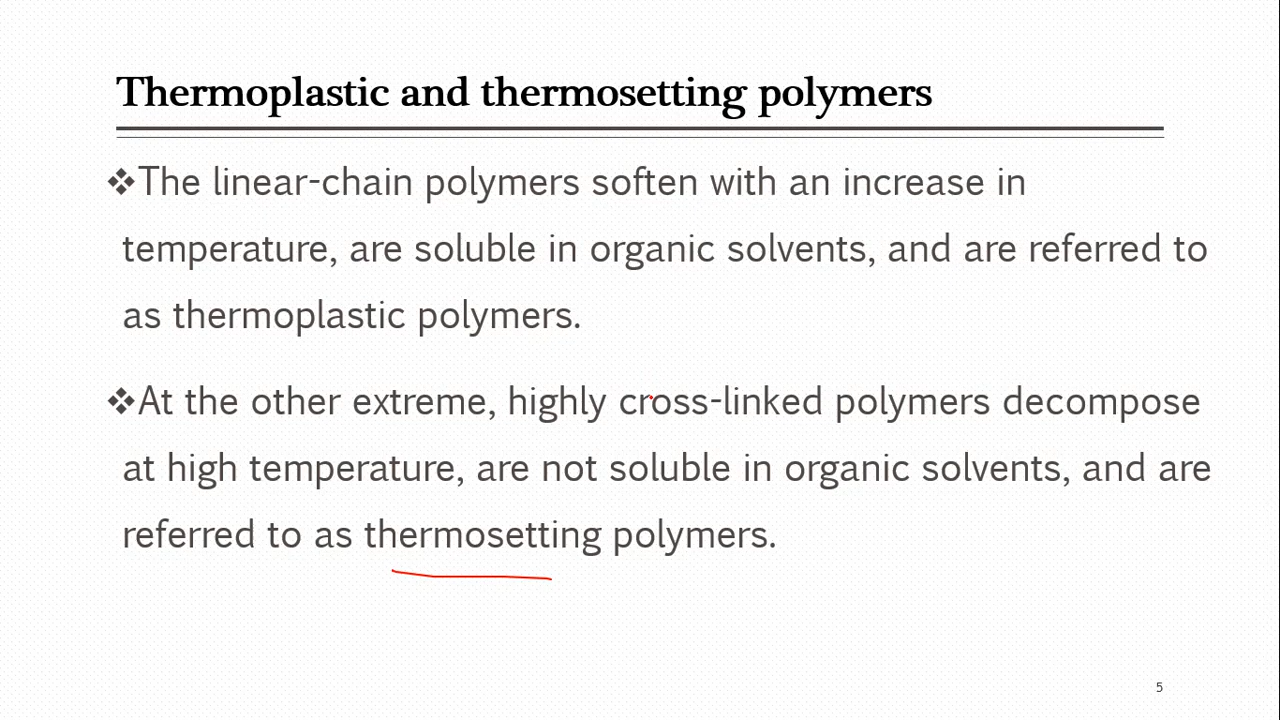 Thermoplastic and thermosetting polymers
❖The linear-chain polymers soften with an increase in
temperature, are soluble in organic solvents, and are referred to
as thermoplastic polymers.
❖At the other extreme, highly cross-linked polymers decompose
at high temperature, are not soluble in organic solvents, and are
referred to as thermosetting polymers.
5